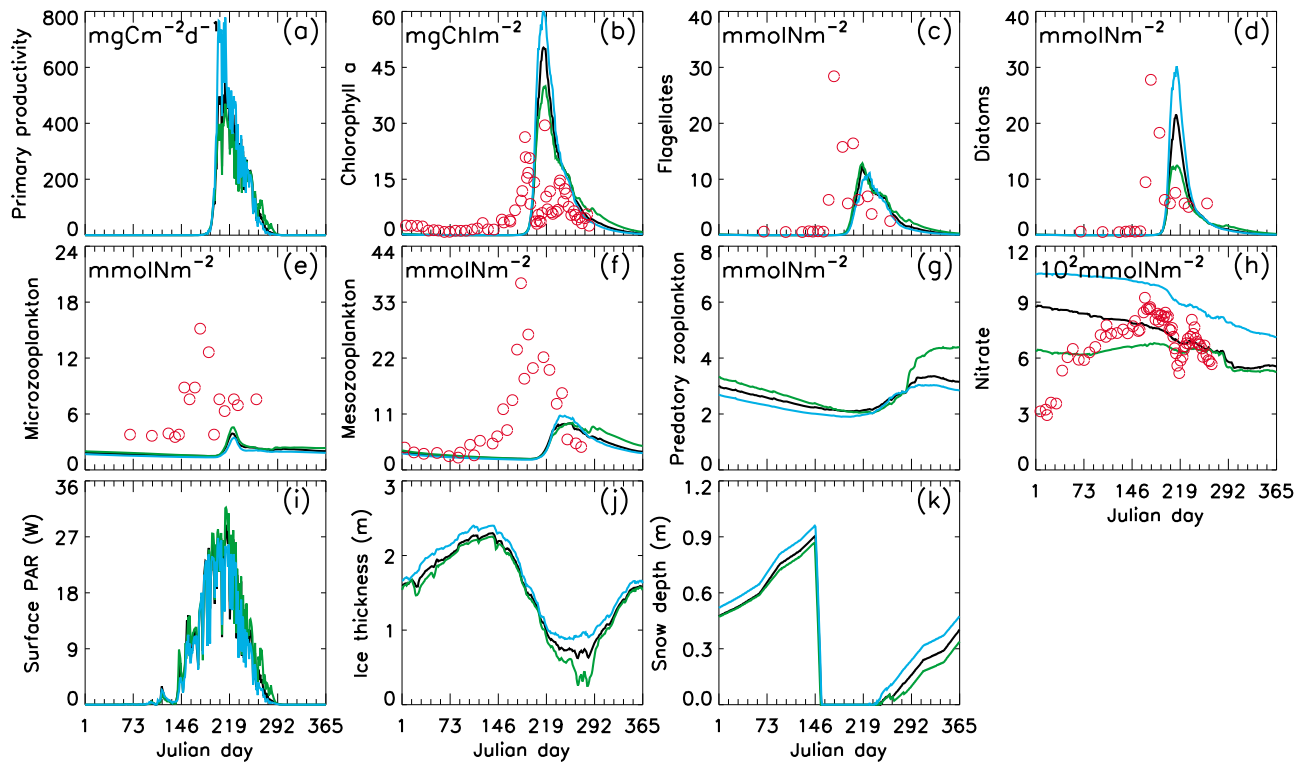 Primary productivity
800
600
400
200
0
mgCm−2d−1
(a)
Chlorophyll a
60
45
30
15
0
mgChlm−2
(b)
Flagellates
40
30
20
10
0
mmolNm−2
(c)
Diatoms
40
30
20
10
0
mmolNm−2
(d)
Microzooplankton
24
18
12
6
0
mmolNm−2
(e)
Mesozooplankton
44
33
22
11
0
mmolNm−2
(f)
Predatory zooplankton
8
6
4
2
0
mmolNm−2
(g)
Nitrate
12
9
6
3
0
102mmolNm−2
(h)
1 73 146 219 292 365
Julian day
Surface PAR (W)
36
27
18
9
0
(i)
1 73 146 219 292 365
Julian day
Ice thickness (m)
3
2
1
0
(j)
1 73 146 219 292 365
Julian day
Snow depth (m)
1.2
0.9
0.6
0.3
0.0
(k)
1 73 146 219 292 365
Julian day